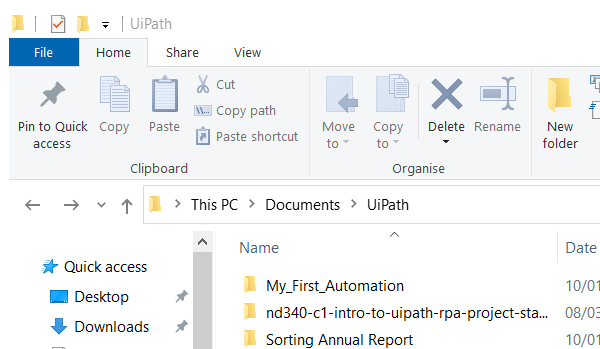 UiPath
File Home Share View
Pin to Quick access
Copy
Paste
Cut
Copy path
Paste shortcut
Clipboard
Move to
Copy to
Delete
Rename
Organise
New folder
This PC > Documents > UiPath
Name Date
Quick access
Desktop
Downloads
My_First_Automation 10/01
nd340-c1-intro-to-uipath-rpa-project-sta... 08/03
Sorting Annual Report 10/01